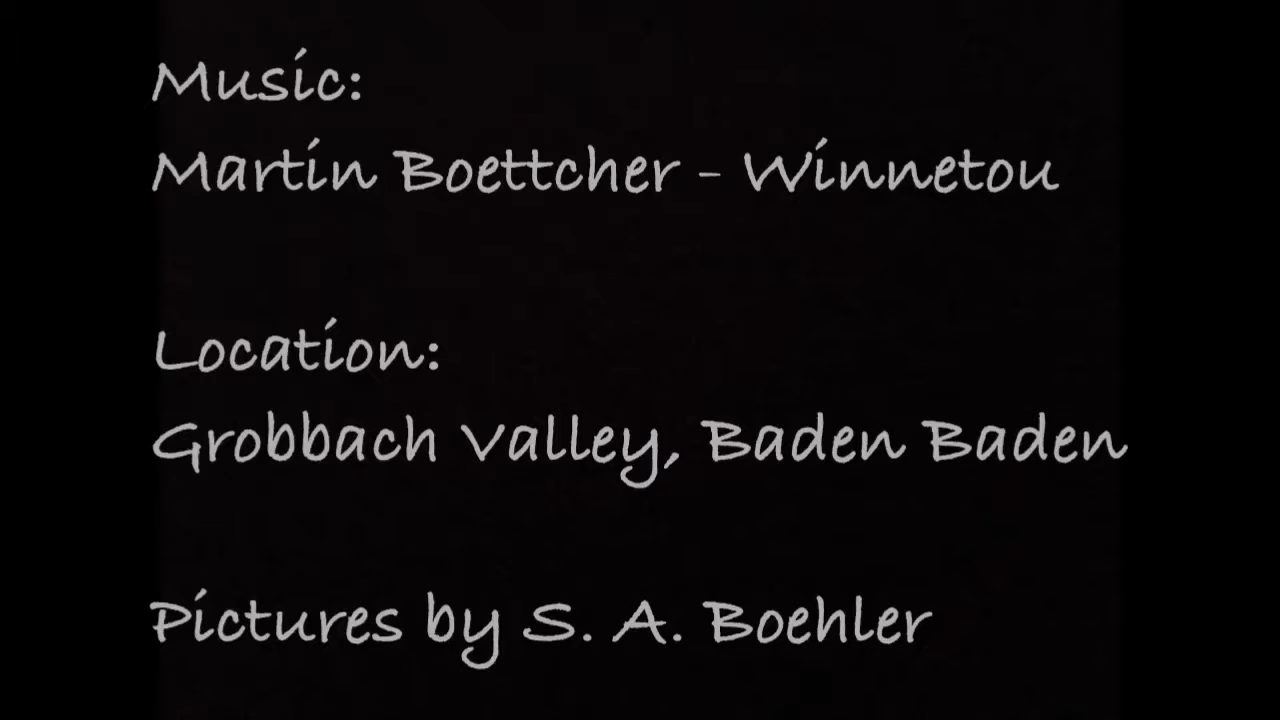 Music:
Martin Boettcher - Winnetou
Location:
Grobbach Valley, Baden Baden
Pictures by S. A. Boehler